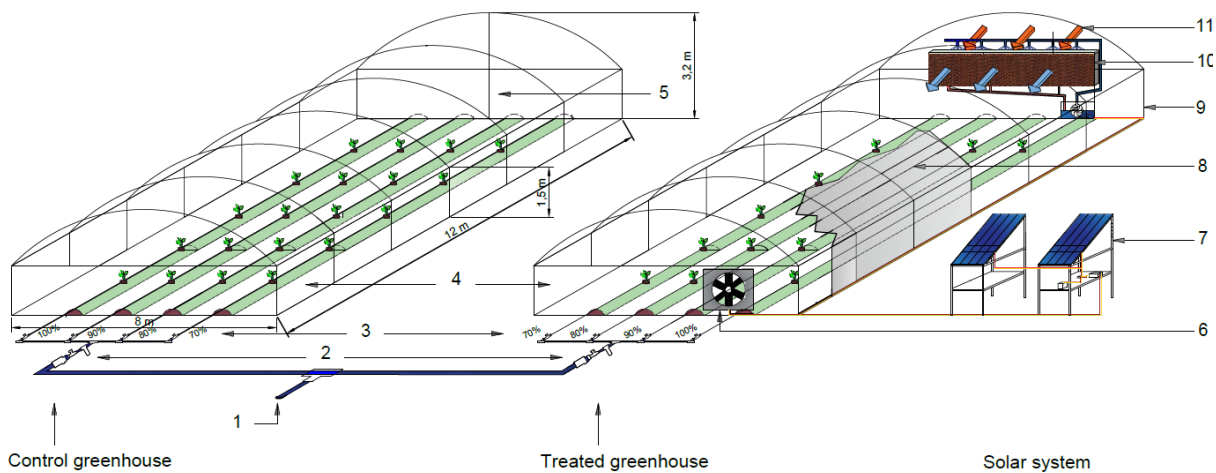 11
10
3,2 m
5
9
8
1,5 m
12 m
7
4
8 m
100% 90% 80% 70%
3
70% 80% 90% 100%
6
2
1
Control greenhouse
Treated greenhouse
Solar system